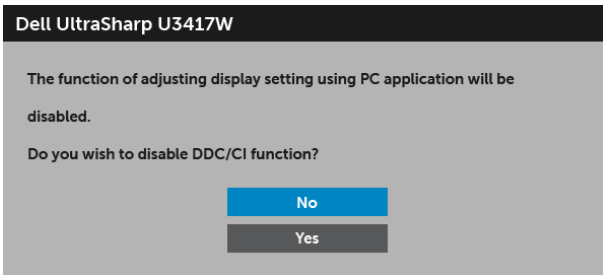 Dell UltraSharp U3417W
The function of adjusting display setting using PC application will be
disabled.
Do you wish to disable DDC/CI function?
No
Yes